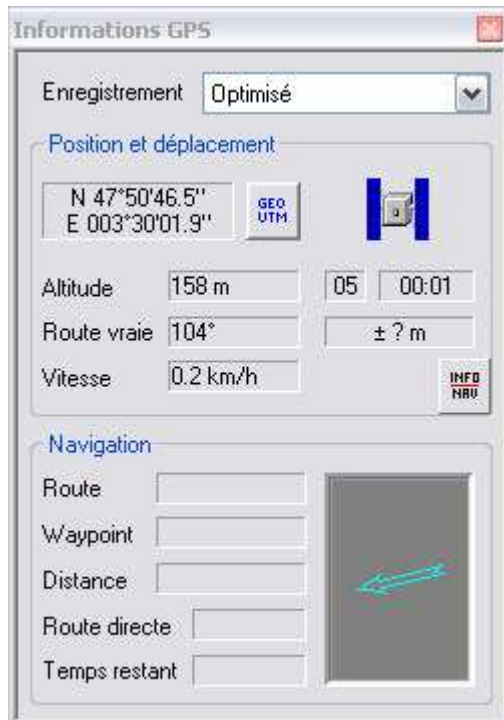 Informations GPS
Enregistrement Optimisé
Position et déplacement
N 47°50'46.5''
E 003°30'01.9''
GEO
UTM
Altitude 158 m 05 00:01
Route vraie 104° ± ? m
Vitesse 0.2 km/h
INFO
NAV
Navigation
Route
Waypoint
Distance
Route directe
Temps restant